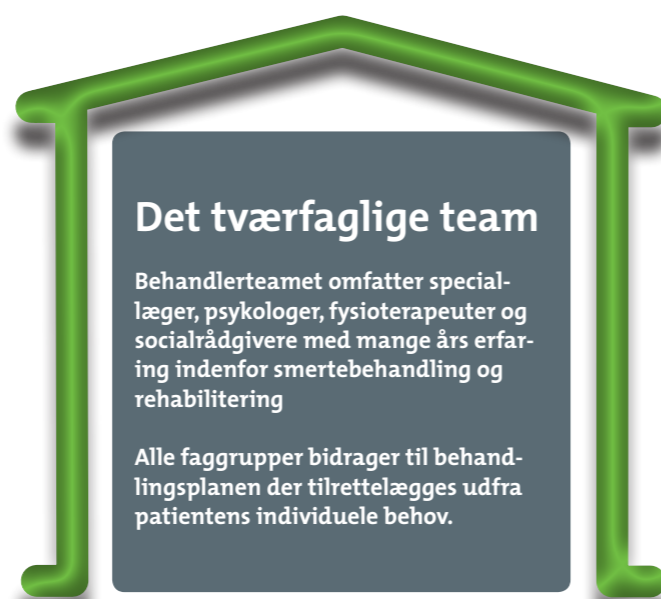 Det tværfaglige team
Behandlerteamet omfatter special-
læger, psykologer, fysioterapeuter og
socialrådgivere med mange års erfar-
ing indenfor smertebehandling og
rehabilitering
Alle faggrupper bidrager til behand-
lingsplanen der tilrettelægges udfra
patientens individuele behov.